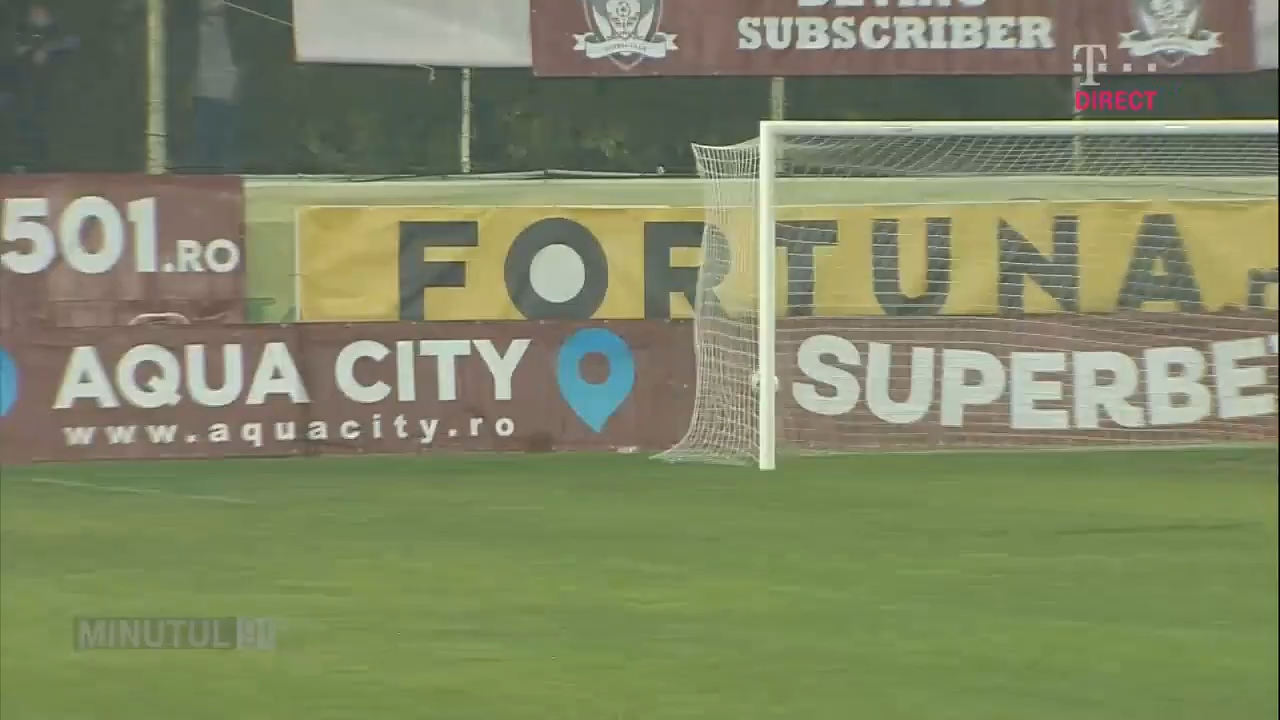 SUBSCRIBER
T
DIRECT
501.RO
FORTUNA
AQUA CITY
www.aquacity.ro
SUPERBE
MINUTUL